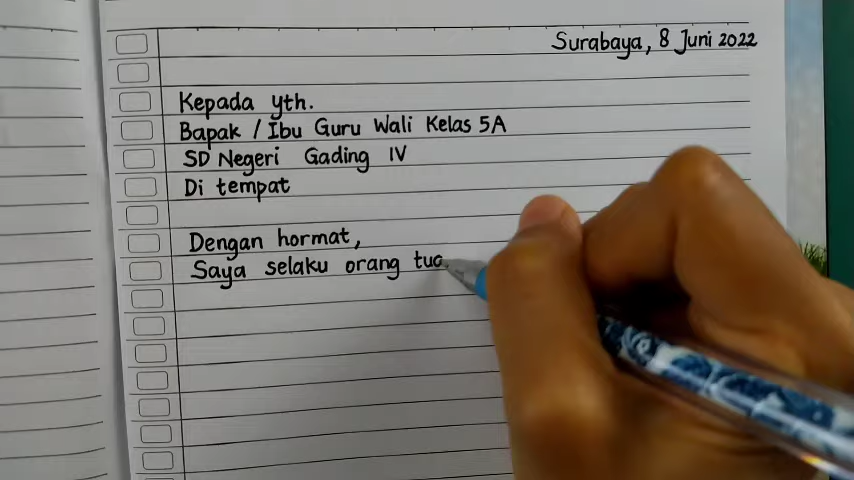 Surabaya, 8 Juni 2022
Kepada yth.
Bapak / Ibu Guru Wali Kelas 5A
SD Negeri Gading IV
Di tempat
Dengan hormat,
Saya selaku orang tua